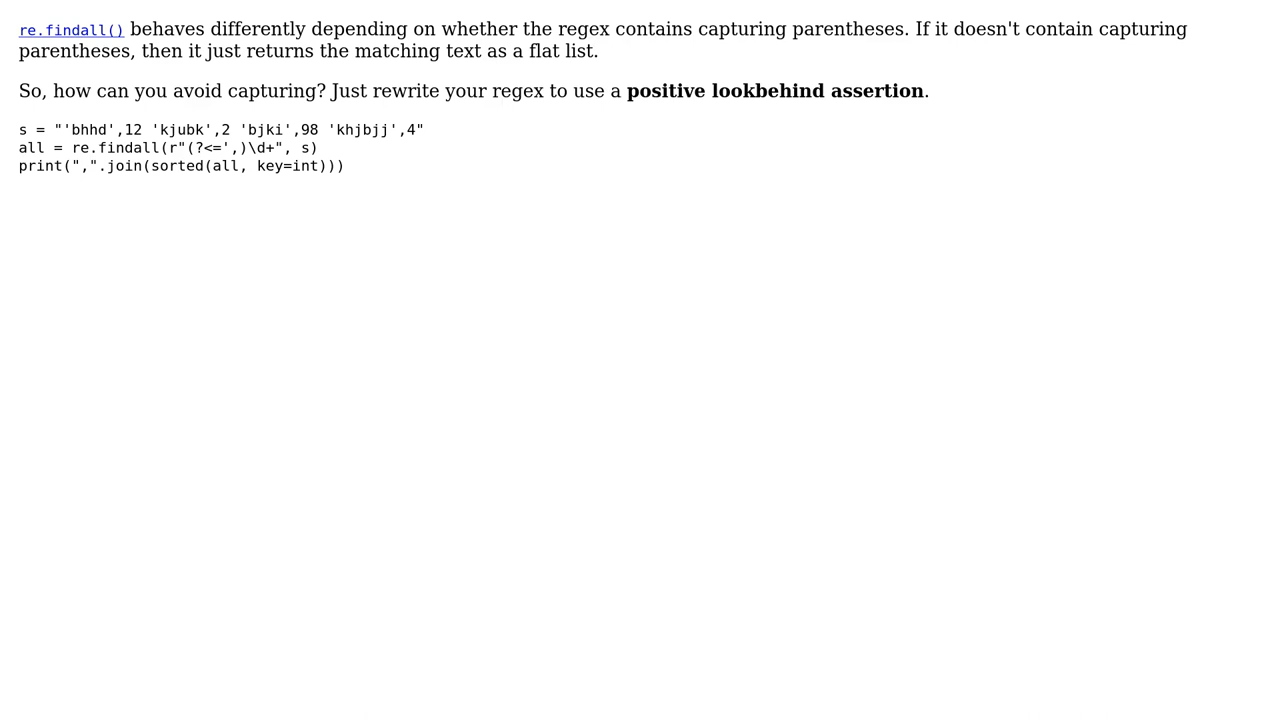 re.findall() behaves differently depending on whether the regex contains capturing parentheses. If it doesn't contain capturing
parentheses, then it just returns the matching text as a flat list.
So, how can you avoid capturing? Just rewrite your regex to use a positive lookbehind assertion.
s = "'bhhd',12 'kjubk',2 'bjki',98 'khjbjj',4"
all = re.findall(r"(?<=',)\d+", s)
print(",".join(sorted(all, key=int)))